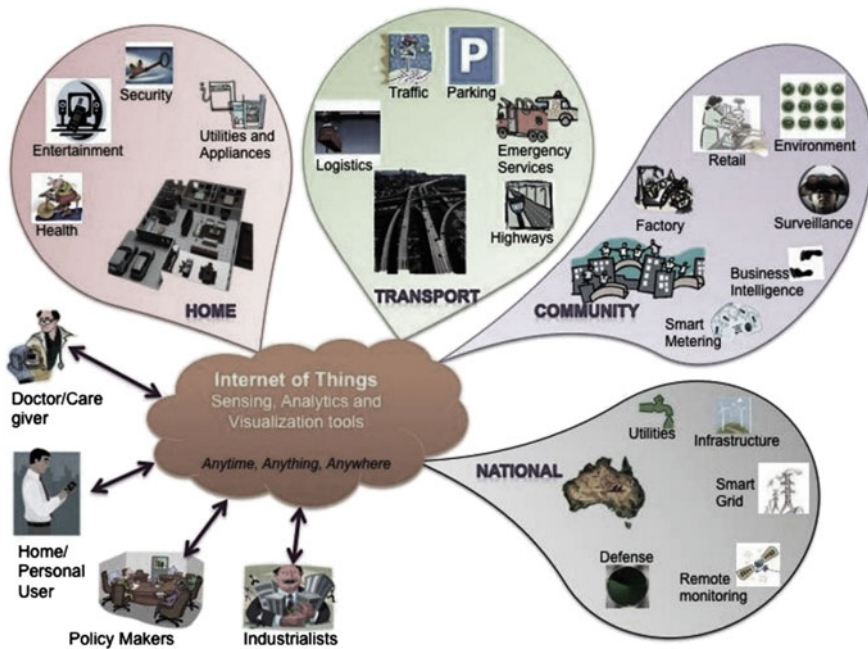 Security
Entertainment
Utilities and
Appliances
Health
HOME
Traffic
P
Parking
Logistics
Emergency
Services
Highways
TRANSPORT
Retail
Environment
Factory
Surveillance
Business
Intelligence
COMMUNITY
Smart
Metering
Internet of Things
Sensing, Analytics and
Visualization tools
Anytime, Anything, Anywhere
Doctor/Care
giver
Home/
Personal
User
Policy Makers
Industrialists
NATIONAL
Utilities
Infrastructure
Smart
Grid
Defense
Remote
monitoring